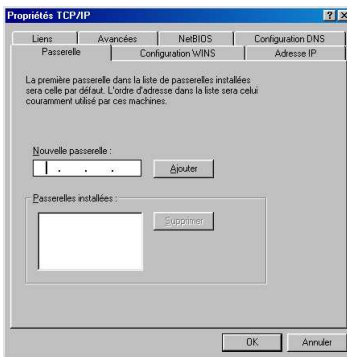 Propriétés TCP/IP
Liens Avancées NetBIOS Configuration DNS
Passerelle Configuration WINS Adresse IP
La première passerelle dans la liste de passerelles installées
sera celle par défaut. L'ordre d'adresse dans la liste sera celui
couramment utilisé par ces machines.
Nouvelle passerelle :
. . . Ajouter
Passerelles installées :
Supprimer
OK Annuler